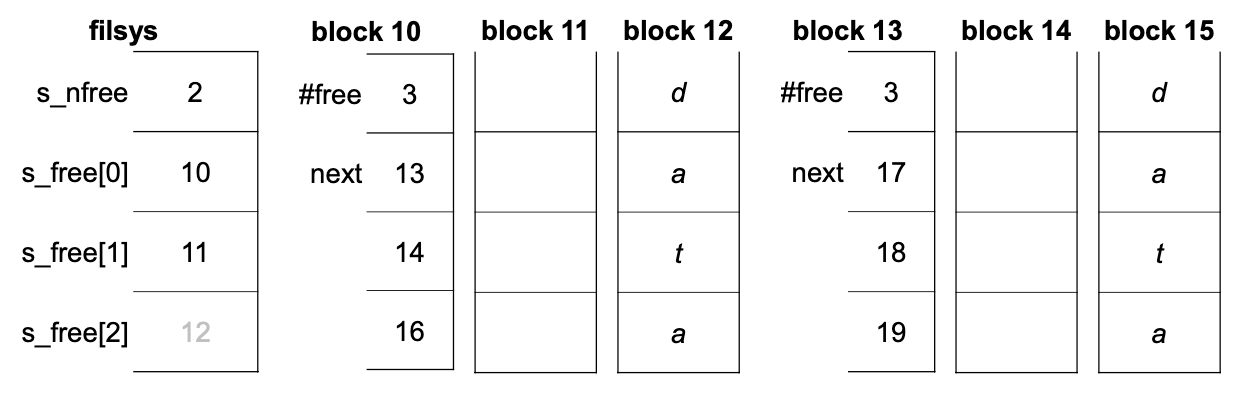 filsys block 10 block 11 block 12 block 13 block 14 block 15
s_nfree 2 #free 3 d #free 3 d
s_free[0] 10 next 13 a next 17 a
s_free[1] 11 14 t 18 t
s_free[2] 12 16 a 19 a